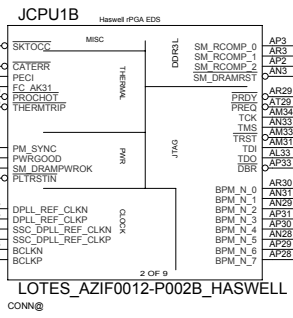 JCPU1B
Haswell rPGA EDS
MISC
THERMAL
PWR
CLOCK
DDR3L
JTAG
SKTOCC
CATERR
PECI
FC_AK31
PROCHOT
THERMTRIP
PM_SYNC
PWRGOOD
SM_DRAMPWROK
PLTRSTIN
DPLL_REF_CLKN
DPLL_REF_CLKP
SSC_DPLL_REF_CLKN
SSC_DPLL_REF_CLKP
BCLKN
BCLKP
SM_RCOMP_0 AP3
SM_RCOMP_1 AR3
SM_RCOMP_2 AP2
SM_DRAMRST AN3
PRDY AR29
PREQ AT29
TCK AM34
TMS AN33
TRST AM33
TDI AM31
TDO AL33
DBR AP33
BPM_N_0 AR30
BPM_N_1 AN31
BPM_N_2 AN29
BPM_N_3 AP31
BPM_N_4 AP30
BPM_N_5 AN28
BPM_N_6 AP29
BPM_N_7 AP28
2 OF 9
LOTES_AZIF0012-P002B_HASWELL
CONN@